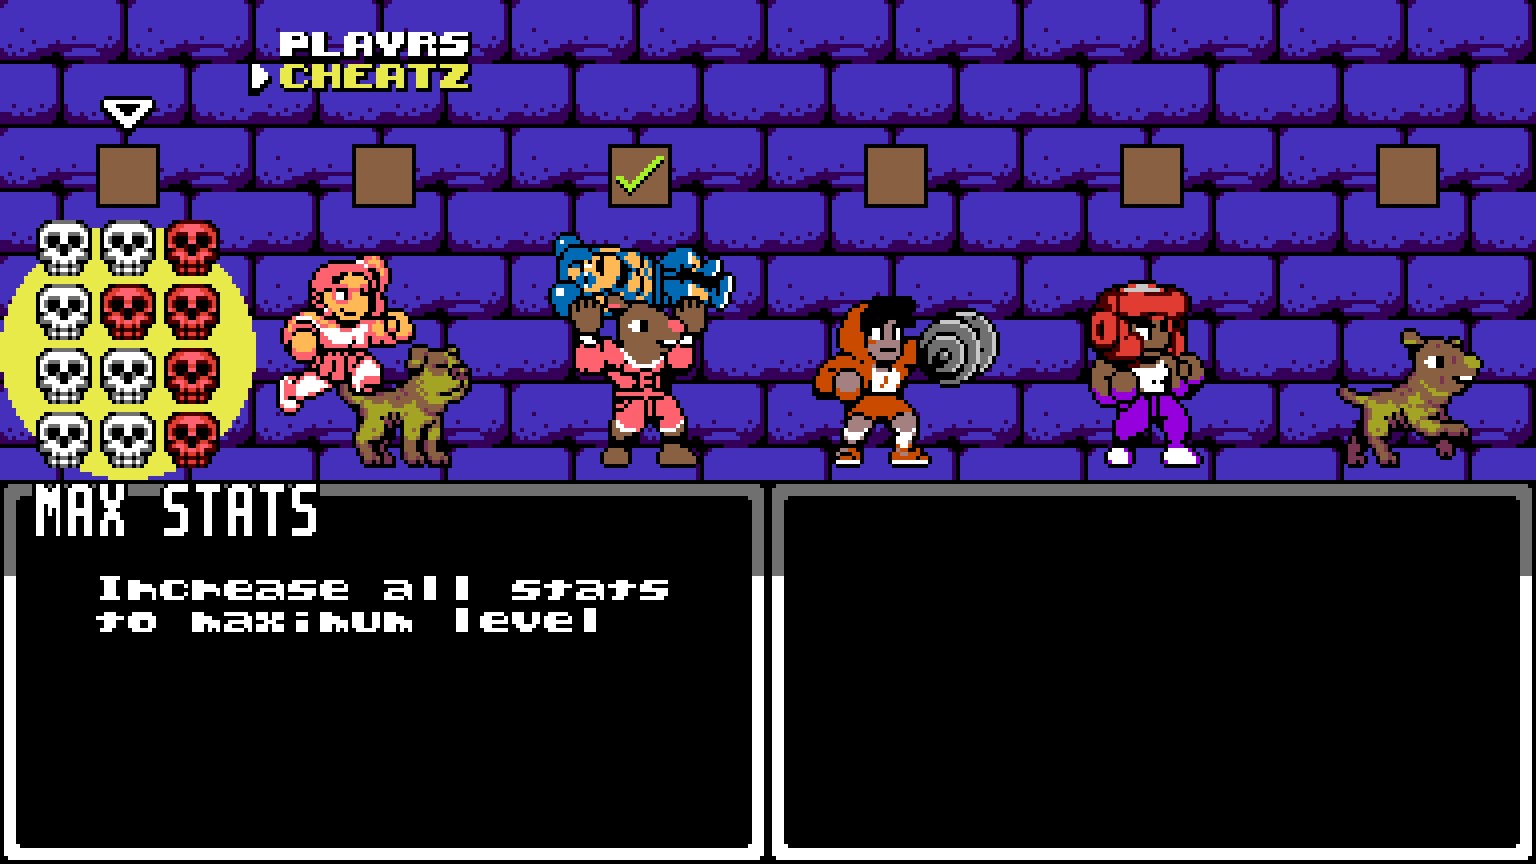 PLAYRS
CHEATZ
MAX STATS
Increase all stats
to maximum level